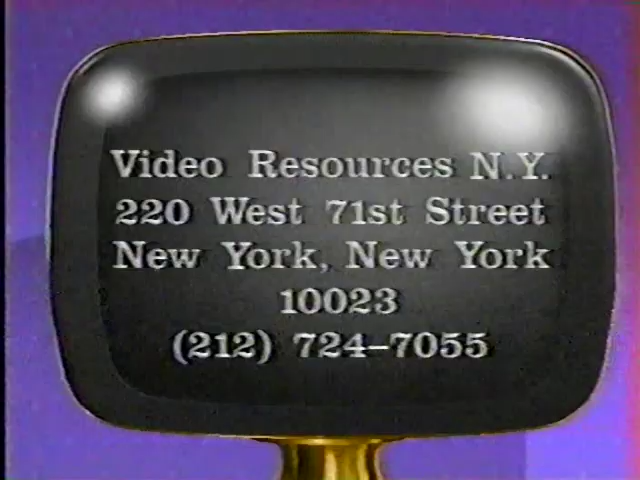 Video Resources N.Y.
220 West 71st Street
New York, New York
10023
(212) 724-7055